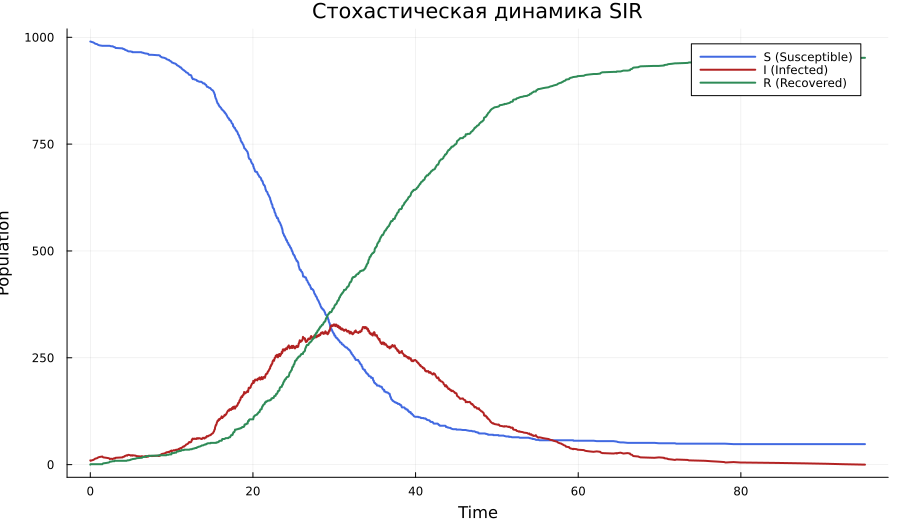 Стохастическая динамика SIR
1000
750
500
250
0
Population
S (Susceptible)
I (Infected)
R (Recovered)
0 20 40 60 80
Time